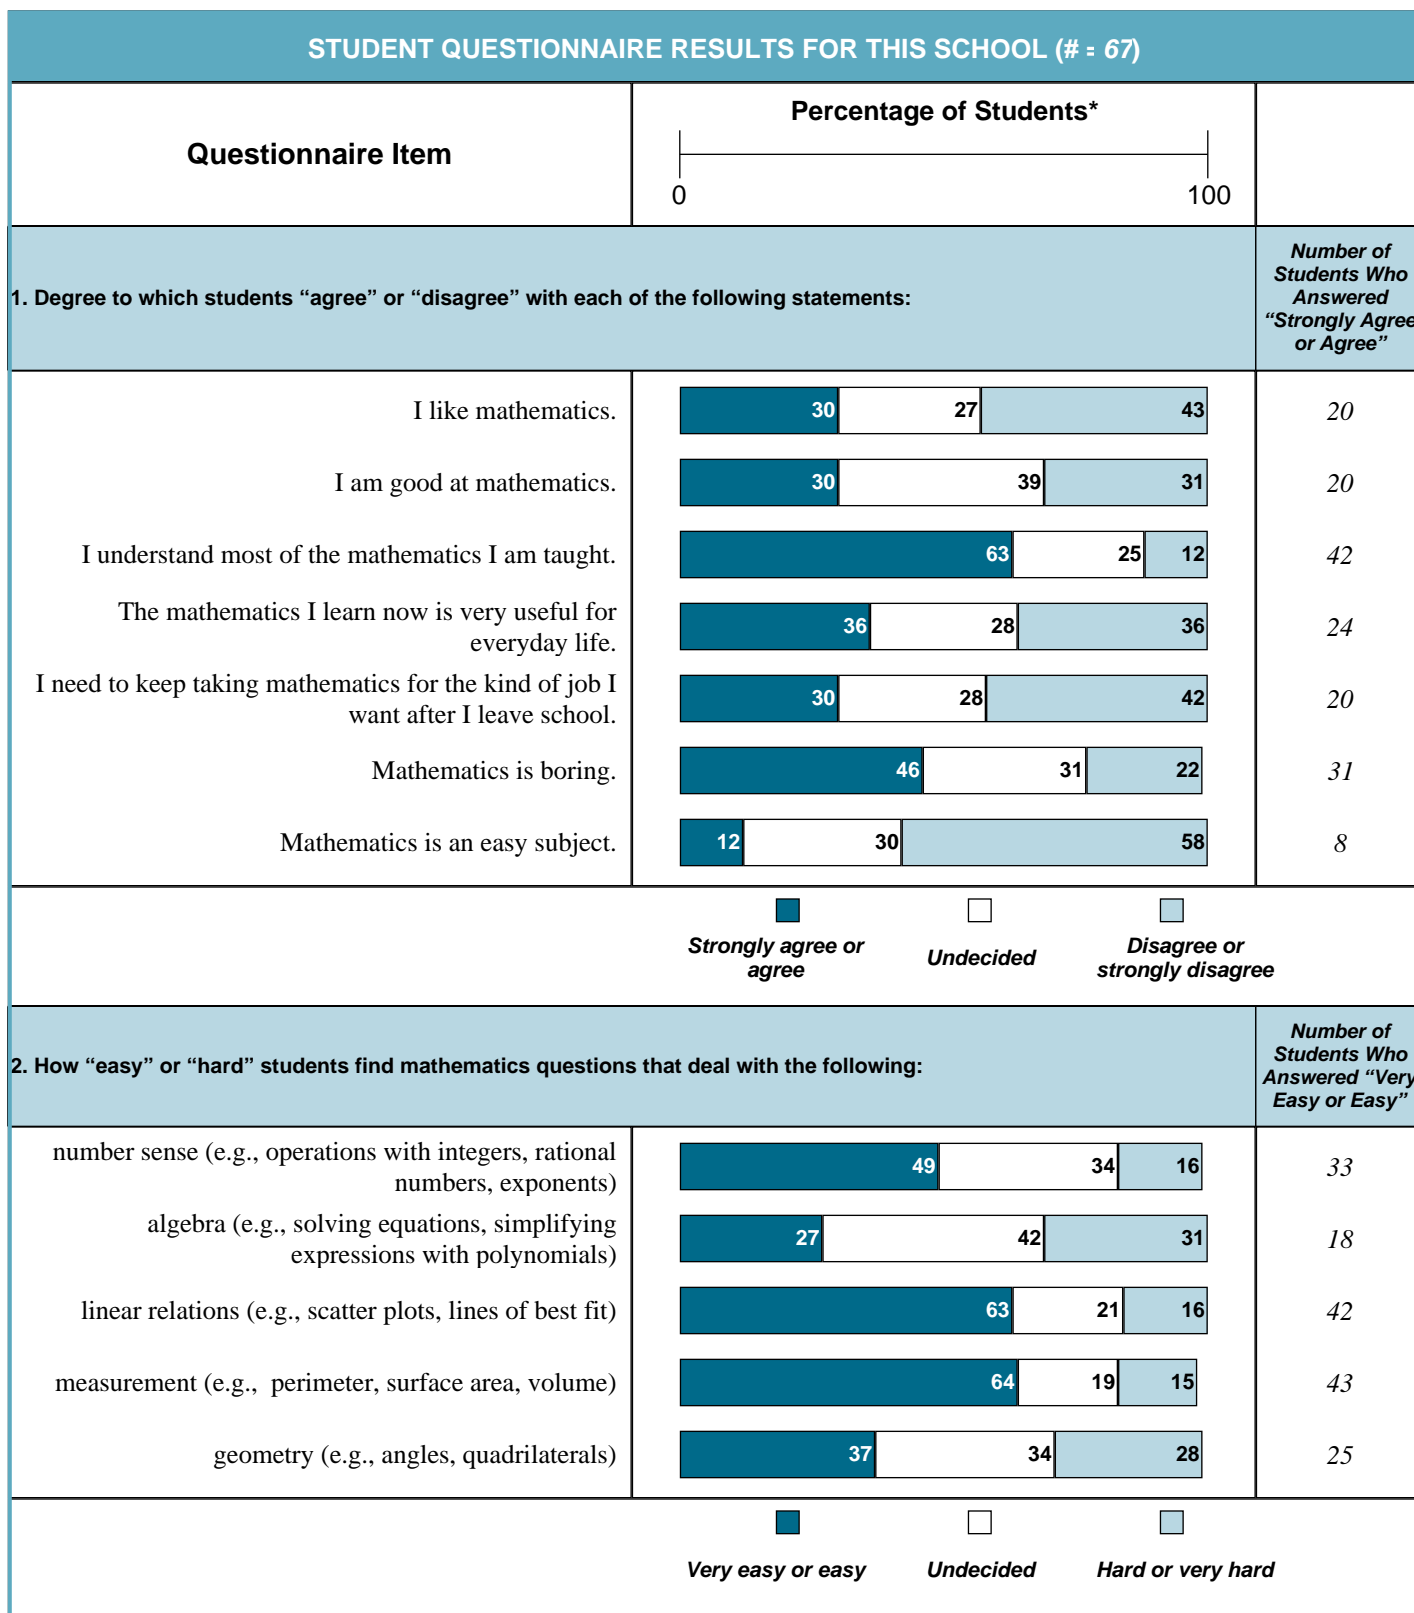 STUDENT QUESTIONNAIRE RESULTS FOR THIS SCHOOL (# = 67)
Questionnaire Item
Percentage of Students*
0 100
1. Degree to which students “agree” or “disagree” with each of the following statements:
Number of
Students Who
Answered
“Strongly Agree
or Agree”
I like mathematics.
30 27 43
20
I am good at mathematics.
30 39 31
20
I understand most of the mathematics I am taught.
63 25 12
42
The mathematics I learn now is very useful for
everyday life.
36 28 36
24
I need to keep taking mathematics for the kind of job I
want after I leave school.
30 28 42
20
Mathematics is boring.
46 31 22
31
Mathematics is an easy subject.
12 30 58
8
Strongly agree or
agree
Undecided
Disagree or
strongly disagree
2. How “easy” or “hard” students find mathematics questions that deal with the following:
Number of
Students Who
Answered “Very
Easy or Easy”
number sense (e.g., operations with integers, rational
numbers, exponents)
49 34 16
33
algebra (e.g., solving equations, simplifying
expressions with polynomials)
27 42 31
18
linear relations (e.g., scatter plots, lines of best fit)
63 21 16
42
measurement (e.g., perimeter, surface area, volume)
64 19 15
43
geometry (e.g., angles, quadrilaterals)
37 34 28
25
Very easy or easy
Undecided
Hard or very hard